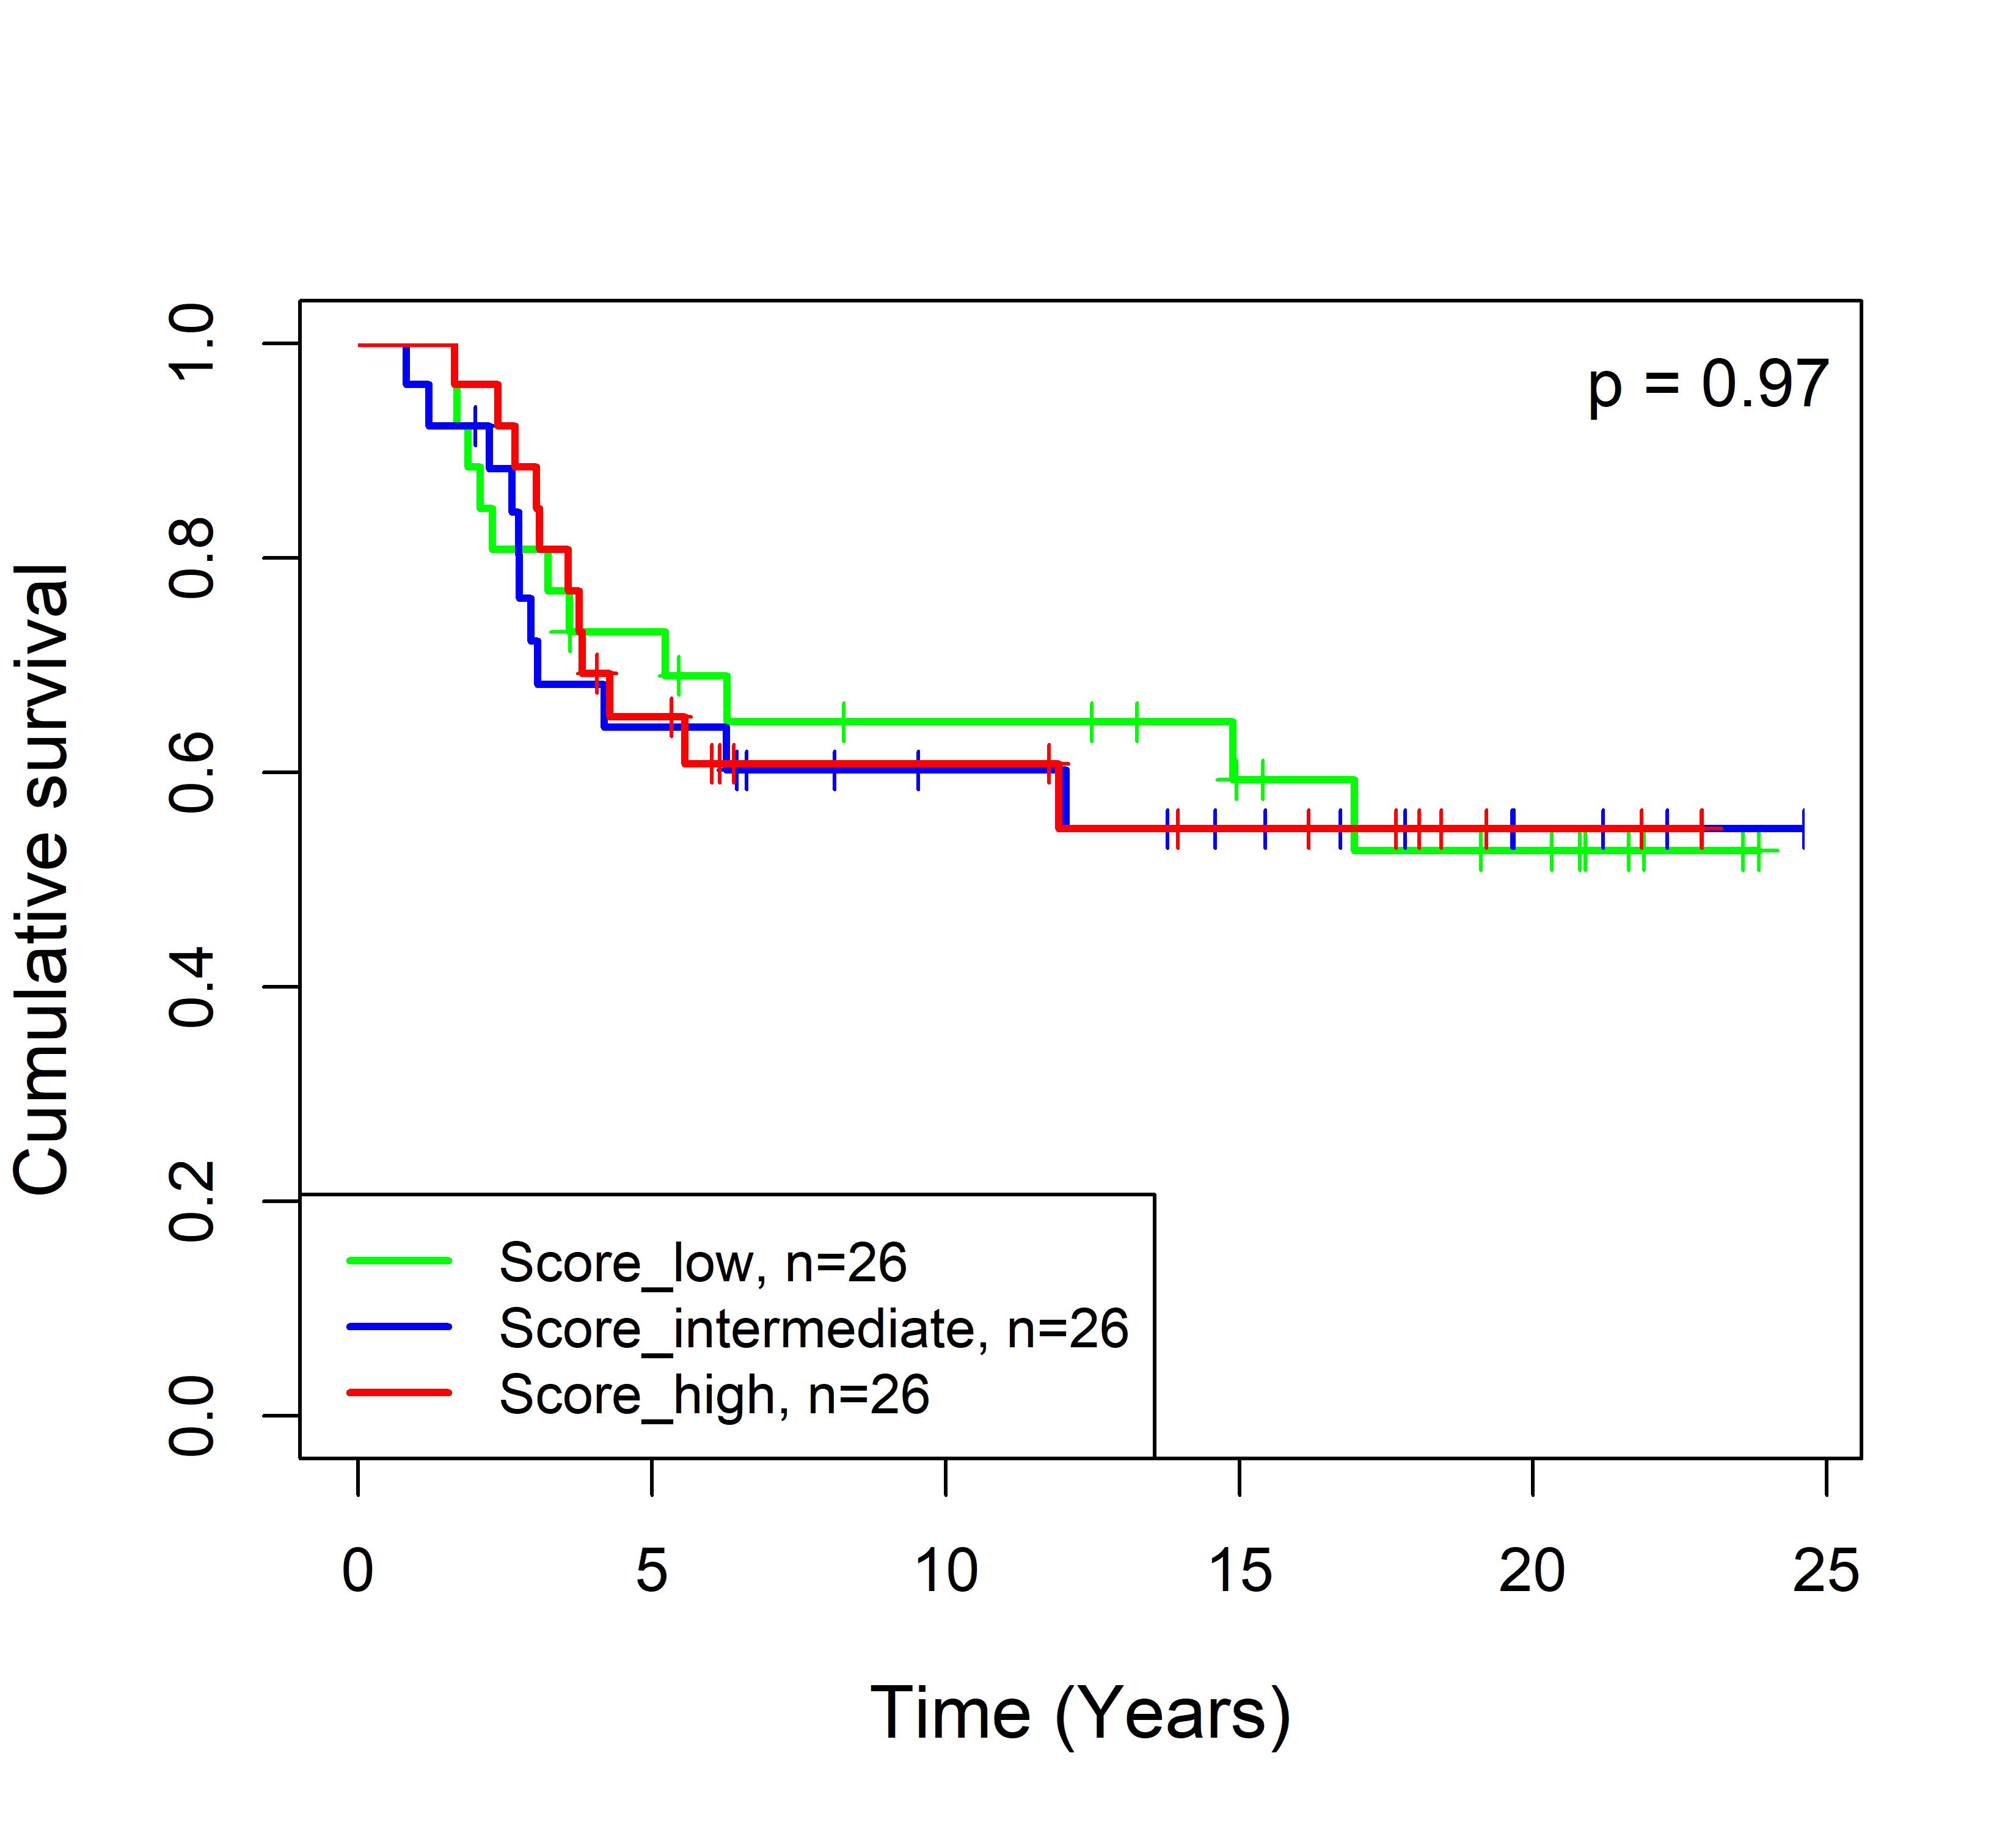 p = 0.97
Cumulative survival
1.0
0.8
0.6
0.4
0.2
0.0
Score_low, n=26
Score_intermediate, n=26
Score_high, n=26
0 5 10 15 20 25
Time (Years)